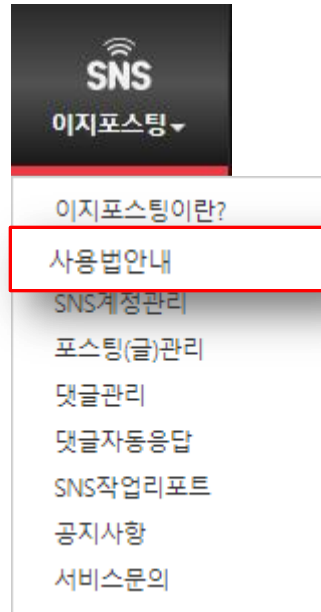 SNS
이지포스팅
이지포스팅이란?
사용법안내
SNS계정관리
포스팅(글)관리
댓글관리
댓글자동응답
SNS작업리포트
공지사항
서비스문의